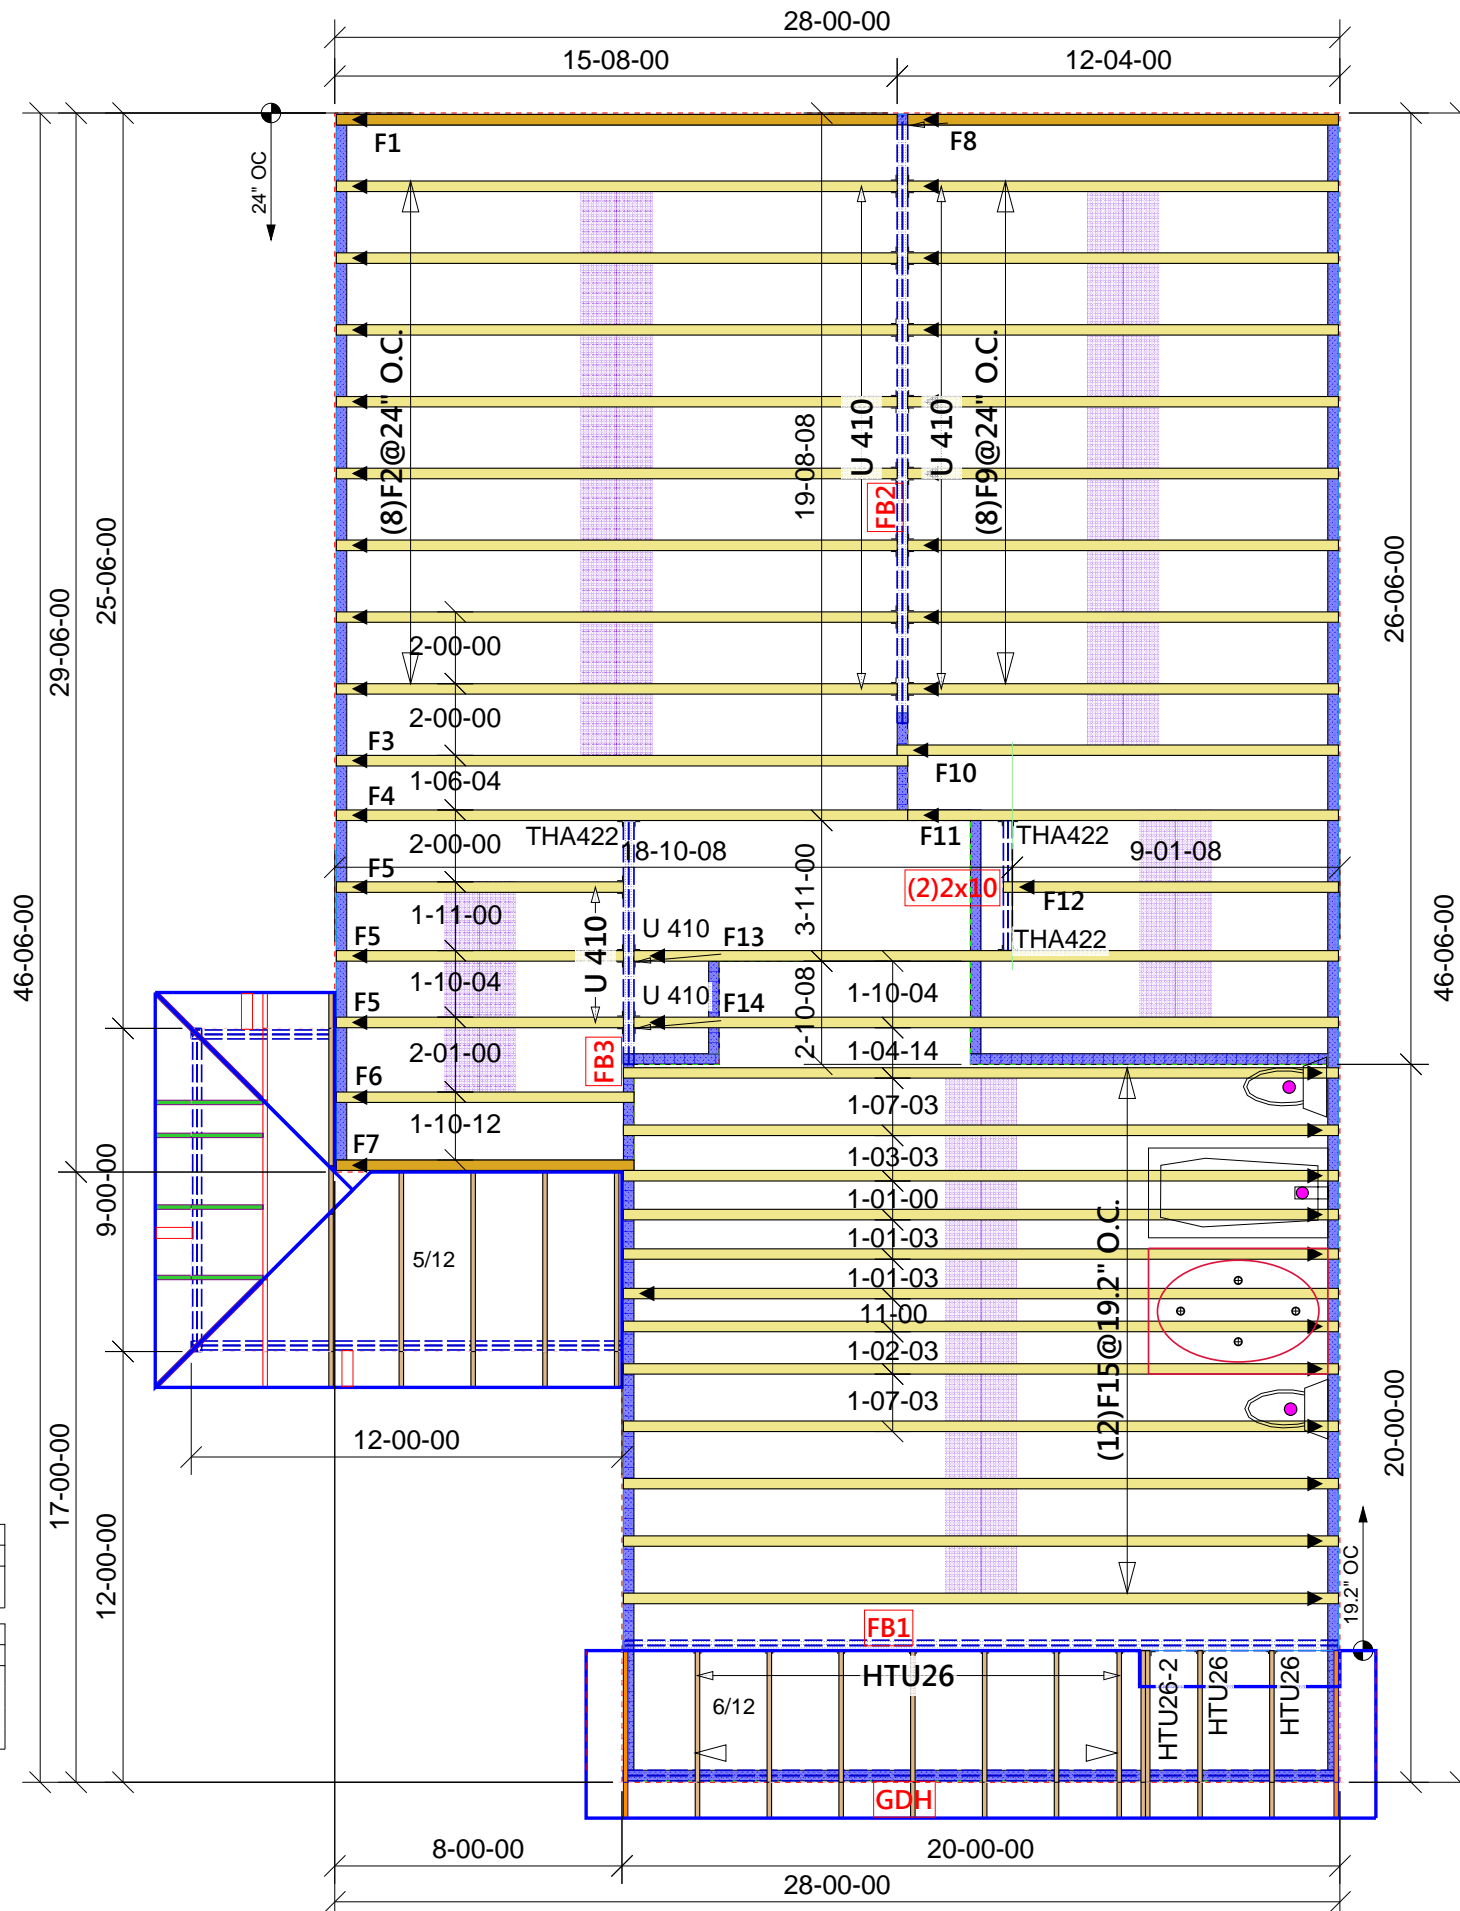 28-00-00
15-08-00
12-04-00
F1
F8
24" OC
(8)F2@24" O.C.
U 410
U 410
(8)F9@24" O.C.
19-08-08
FB2
25-06-00
29-06-00
46-06-00
26-06-00
46-06-00
2-00-00
2-00-00
F3
1-06-04
F10
F4
2-00-00
THA422
18-10-08
F11
THA422
9-01-08
F5
1-11-00
(2)2x10
F12
3-11-00
U 410
U 410
F13
THA422
F5
1-10-04
U 410
F14
1-10-04
F5
2-01-00
FB3
2-10-08
1-04-14
F6
1-10-12
1-07-03
F7
1-03-03
1-01-00
1-01-03
1-01-03
11-00
1-02-03
1-07-03
(12)F15@19.2" O.C.
9-00-00
5/12
12-00-00
17-00-00
12-00-00
20-00-00
19.2" OC
FB1
HTU26
6/12
HTU26-2
HTU26
HTU26
GDH
8-00-00
20-00-00
28-00-00